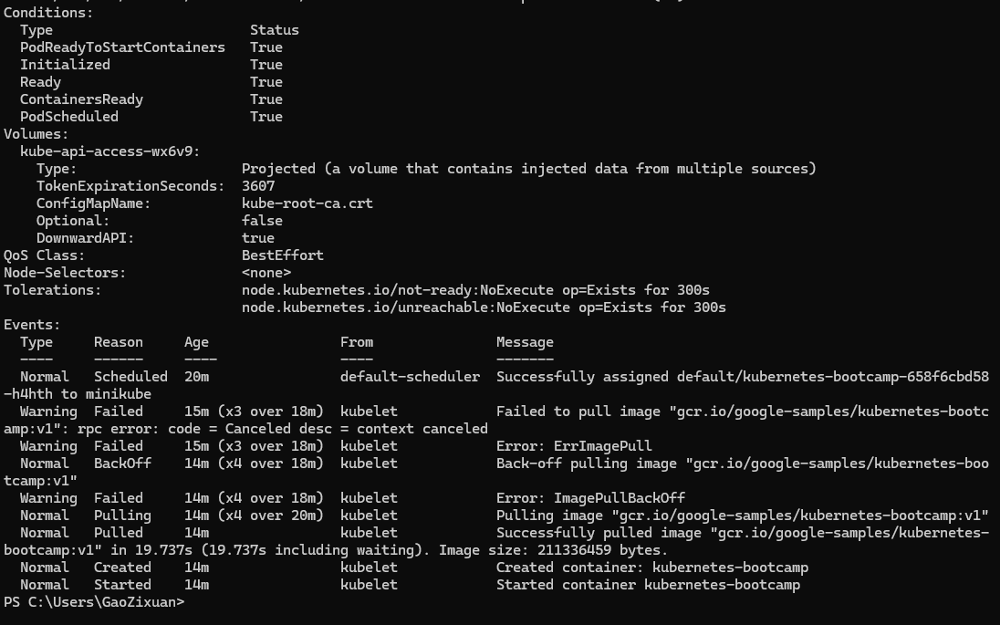 Conditions:
  Type                        Status
  PodReadyToStartContainers   True
  Initialized                 True
  Ready                       True
  ContainersReady             True
  PodScheduled                True
Volumes:
  kube-api-access-wx6v9:
    Type:                    Projected (a volume that contains injected data from multiple sources)
    TokenExpirationSeconds:  3607
    ConfigMapName:           kube-root-ca.crt
    Optional:                false
    DownwardAPI:             true
QoS Class:                   BestEffort
Node-Selectors:              <none>
Tolerations:                 node.kubernetes.io/not-ready:NoExecute op=Exists for 300s
                             node.kubernetes.io/unreachable:NoExecute op=Exists for 300s
Events:
  Type     Reason     Age                From               Message
  ----     ------     ----               ----               -------
  Normal   Scheduled  20m                default-scheduler  Successfully assigned default/kubernetes-bootcamp-658f6cbd58
-h4hth to minikube
  Warning  Failed     15m (x3 over 18m)  kubelet            Failed to pull image "gcr.io/google-samples/kubernetes-bootc
amp:v1": rpc error: code = Canceled desc = context canceled
  Warning  Failed     15m (x3 over 18m)  kubelet            Error: ErrImagePull
  Normal   BackOff    14m (x4 over 18m)  kubelet            Back-off pulling image "gcr.io/google-samples/kubernetes-boo
tcamp:v1"
  Warning  Failed     14m (x4 over 18m)  kubelet            Error: ImagePullBackOff
  Normal   Pulling    14m (x4 over 20m)  kubelet            Pulling image "gcr.io/google-samples/kubernetes-bootcamp:v1"
  Normal   Pulled     14m                kubelet            Successfully pulled image "gcr.io/google-samples/kubernetes-
bootcamp:v1" in 19.737s (19.737s including waiting). Image size: 211336459 bytes.
  Normal   Created    14m                kubelet            Created container: kubernetes-bootcamp
  Normal   Started    14m                kubelet            Started container kubernetes-bootcamp
PS C:\Users\GaoZixuan>